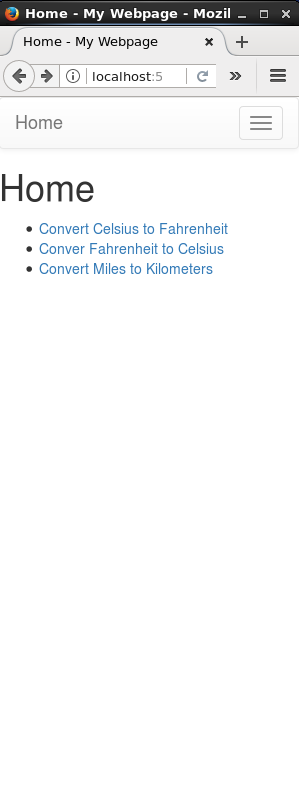 Home - My Webpage - Mozil
Home - My Webpage
localhost:5
Home
Home
Convert Celsius to Fahrenheit
Conver Fahrenheit to Celsius
Convert Miles to Kilometers